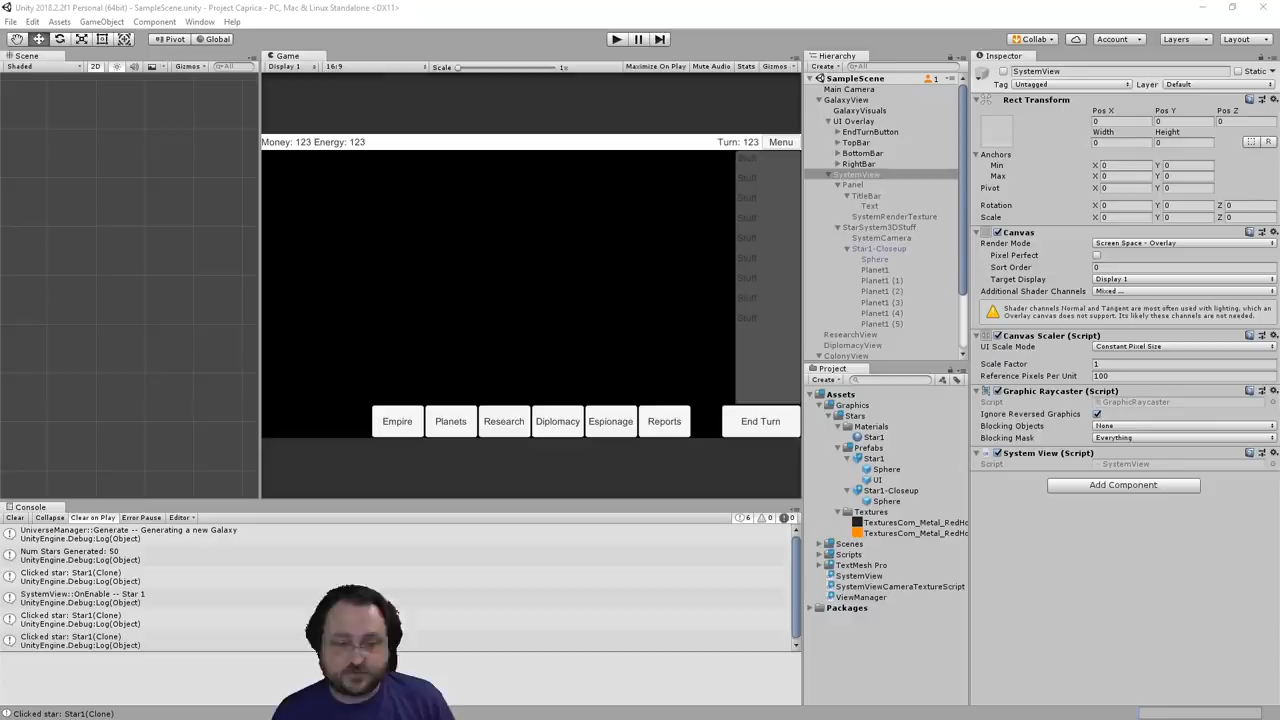 Unity 2018.2.2f1 Personal (64bit) - SampleScene.unity - Project Caprica - PC, Mac & Linux Standalone <DX11>
File Edit Assets GameObject Component Window Help
Pivot Global
Collab Account Layers Layout
Scene
Shaded 2D Gizmos All
Game
Display 1 16:9 Scale 1x Maximize On Play Mute Audio Stats Gizmos
Money: 123 Energy: 123 Turn: 123 Menu
Stuff
Stuff
Stuff
Stuff
Stuff
Stuff
Stuff
Stuff
Stuff
Empire Planets Research Diplomacy Espionage Reports End Turn
Console
Clear Collapse Clear on Play Error Pause Editor 6 0 0
UniverseManager::Generate -- Generating a new Galaxy
UnityEngine.Debug:Log(Object)
Num Stars Generated: 50
UnityEngine.Debug:Log(Object)
Clicked star: Star1(Clone)
UnityEngine.Debug:Log(Object)
SystemView::OnEnable -- Star 1
UnityEngine.Debug:Log(Object)
Clicked star: Star1(Clone)
UnityEngine.Debug:Log(Object)
Clicked star: Star1(Clone)
UnityEngine.Debug:Log(Object)
Clicked star: Star1(Clone)
Hierarchy
Create All
SampleScene 1
Main Camera
GalaxyView
GalaxyVisuals
UI Overlay
EndTurnButton
TopBar
BottomBar
RightBar
SystemView
Panel
TitleBar
Text
SystemRenderTexture
StarSystem3DStuff
SystemCamera
Star1-Closeup
Sphere
Planet1
Planet1 (1)
Planet1 (2)
Planet1 (3)
Planet1 (4)
Planet1 (5)
ResearchView
DiplomacyView
ColonyView
Project
Create
Assets
Graphics
Stars
Materials
Star1
Prefabs
Star1
Sphere
UI
Star1-Closeup
Sphere
Textures
TexturesCom_Metal_RedHo
TexturesCom_Metal_RedHo
Scenes
Scripts
TextMesh Pro
SystemView
SystemViewCameraTextureScript
ViewManager
Packages
Inspector
SystemView Static
Tag Untagged Layer Default
Rect Transform
Pos X Pos Y Pos Z
0 0 0
Width Height
0 0
R
Anchors
Min X 0 Y 0
Max X 0 Y 0
Pivot X 0 Y 0
Rotation X 0 Y 0 Z 0
Scale X 0 Y 0 Z 0
Canvas
Render Mode Screen Space - Overlay
Pixel Perfect
Sort Order 0
Target Display Display 1
Additional Shader Channels Mixed ...
Shader channels Normal and Tangent are most often used with lighting, which an
Overlay canvas does not support. Its likely these channels are not needed.
Canvas Scaler (Script)
UI Scale Mode Constant Pixel Size
Scale Factor 1
Reference Pixels Per Unit 100
Graphic Raycaster (Script)
Script GraphicRaycaster
Ignore Reversed Graphics
Blocking Objects None
Blocking Mask Everything
System View (Script)
Script SystemView
Add Component